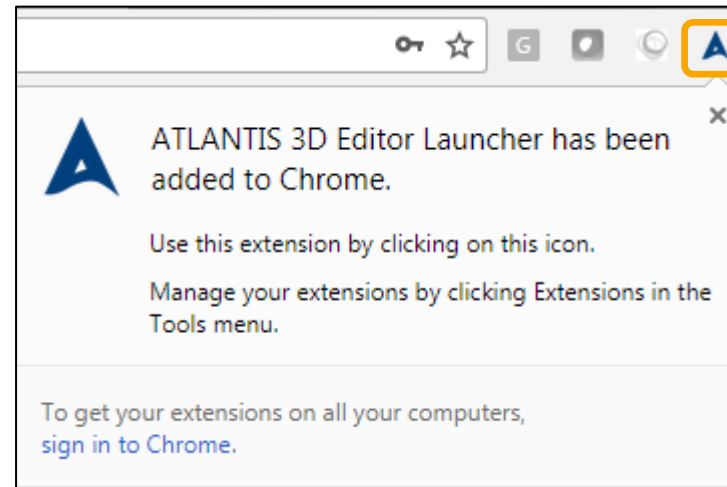 G
ATLANTIS 3D Editor Launcher has been
added to Chrome.
Use this extension by clicking on this icon.
Manage your extensions by clicking Extensions in the
Tools menu.
To get your extensions on all your computers,
sign in to Chrome.